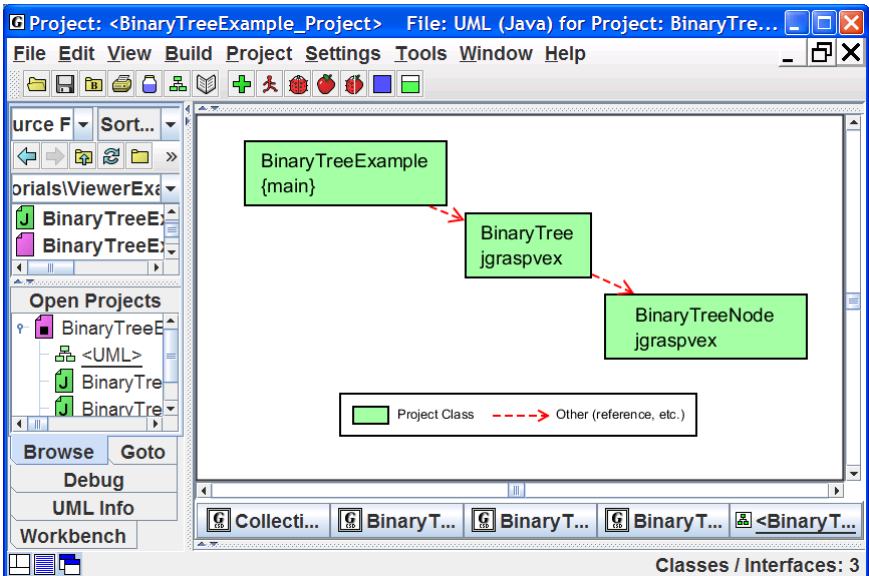 Project: <BinaryTreeExample_Project> File: UML (Java) for Project: BinaryTre...
File Edit View Build Project Settings Tools Window Help
urce F Sort...
orials\ViewerExa
BinaryTreeE
BinaryTreeE
Open Projects
BinaryTreeE
<UML>
BinaryTre
BinaryTre
Browse Goto
Debug
UML Info
Workbench
BinaryTreeExample
{main}
BinaryTree
jgraspvex
BinaryTreeNode
jgraspvex
Project Class Other (reference, etc.)
Collecti... BinaryT... BinaryT... BinaryT... <BinaryT...
Classes / Interfaces: 3